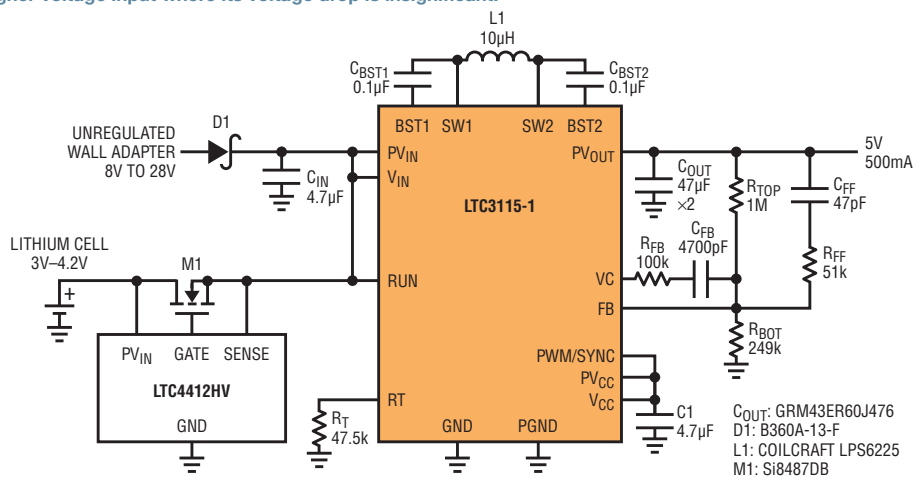 gher voltage input where its voltage drop is insignificant.
L1
10µH
CBST1
0.1µF
CBST2
0.1µF
D1
UNREGULATED
WALL ADAPTER
8V TO 28V
CIN
4.7µF
BST1 SW1 SW2 BST2
PVIN
VIN
PVOUT
LTC3115-1
RUN
VC
FB
PWM/SYNC
PVCC
VCC
RT
GND PGND
5V
500mA
COUT
47µF
×2
RTOP
1M
CFF
47pF
RFB
100k
CFB
4700pF
RFF
51k
RBOT
249k
LITHIUM CELL
3V–4.2V
M1
+
PVIN GATE SENSE
LTC4412HV
GND
RT
47.5k
C1
4.7µF
COUT: GRM43ER60J476
D1: B360A-13-F
L1: COILCRAFT LPS6225
M1: Si8487DB